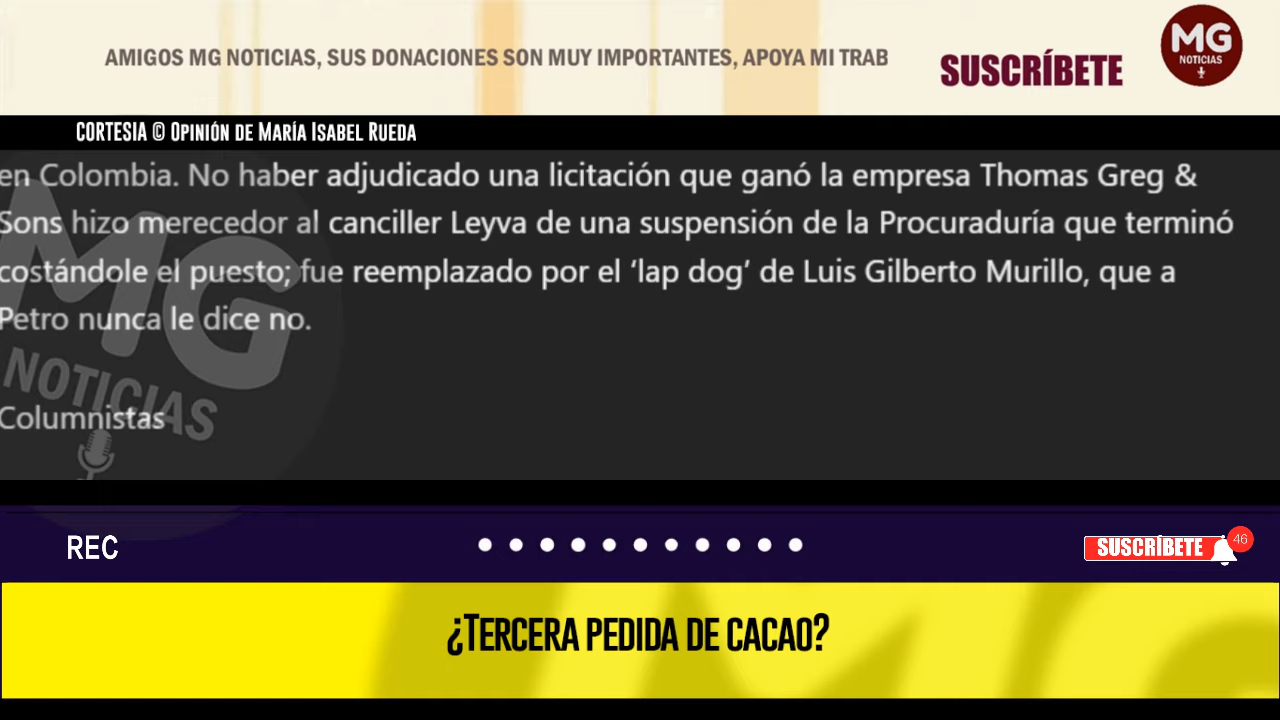 AMIGOS MG NOTICIAS, SUS DONACIONES SON MUY IMPORTANTES, APOYA MI TRAB
SUSCRÍBETE
MG
NOTICIAS
CORTESIA © OPINIÓN DE MARÍA ISABEL RUEDA
en Colombia. No haber adjudicado una licitación que ganó la empresa Thomas Greg &
Sons hizo merecedor al canciller Leyva de una suspensión de la Procuraduría que terminó
costándole el puesto; fue reemplazado por el ‘lap dog’ de Luis Gilberto Murillo, que a
Petro nunca le dice no.
MG
NOTICIAS
Columnistas
REC
SUSCRÍBETE
46
¿TERCERA PEDIDA DE CACAO?